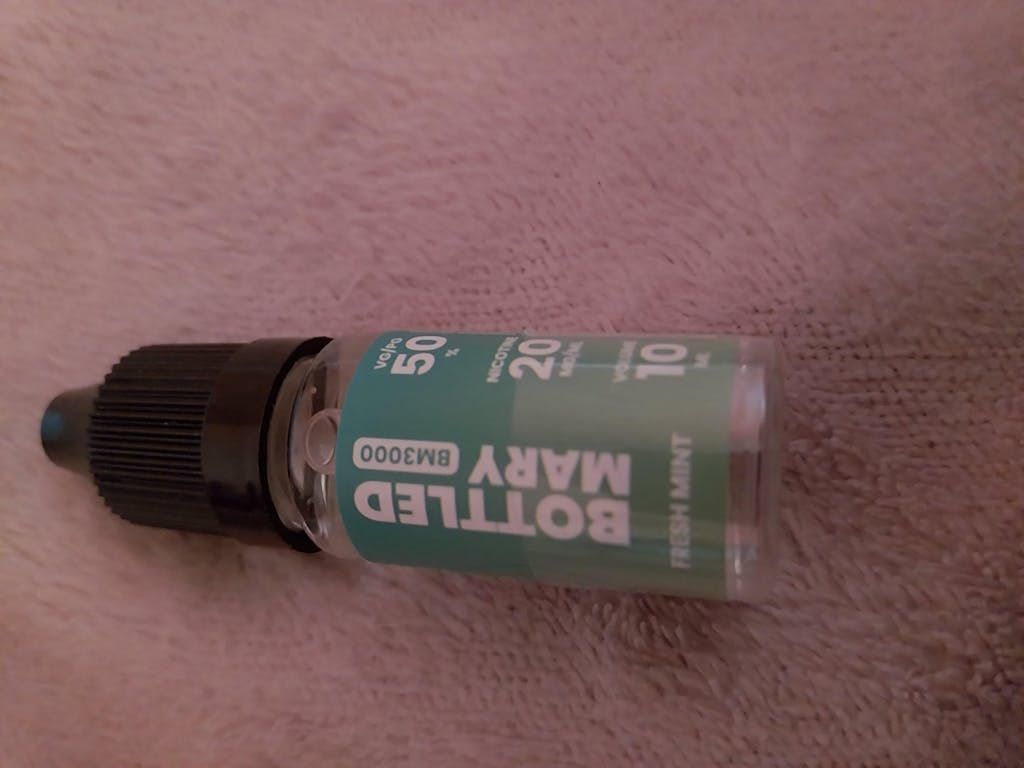 BOTTLED
MARY
BM3000
FRESH MINT
VG/PG
50
%
NICOTINE
20
MG/ML
VOLUME
10
ML